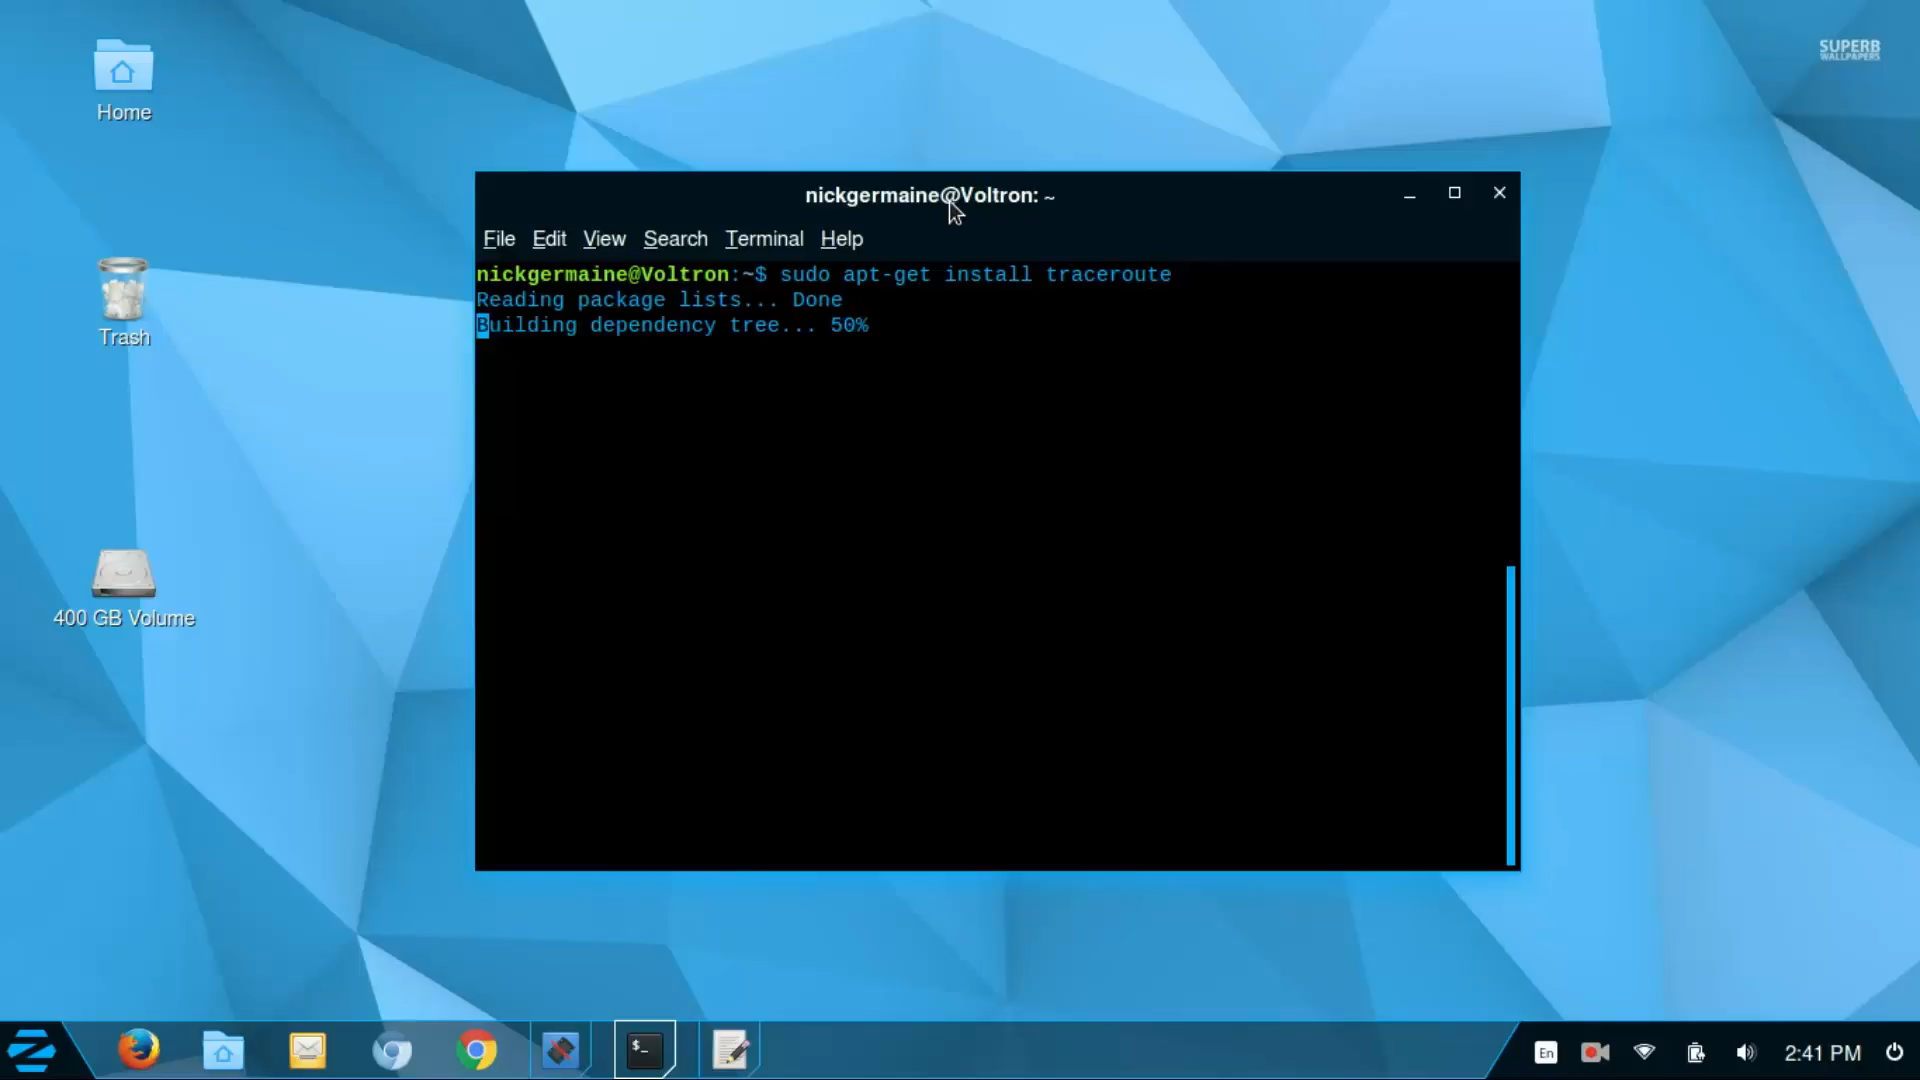 SUPERB
WALLPAPERS
Home
nickgermaine@Voltron: ~
File Edit View Search Terminal Help
nickgermaine@Voltron:~$ sudo apt-get install traceroute
Reading package lists... Done
Building dependency tree... 50%
Trash
400 GB Volume
$_
En
2:41 PM